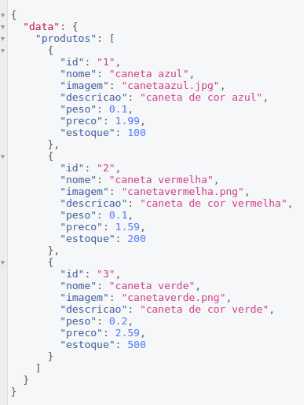 {
  "data": {
    "produtos": [
      {
        "id": "1",
        "nome": "caneta azul",
        "imagem": "canetaazul.jpg",
        "descricao": "caneta de cor azul",
        "peso": 0.1,
        "preco": 1.99,
        "estoque": 100
      },
      {
        "id": "2",
        "nome": "caneta vermelha",
        "imagem": "canetavermelha.png",
        "descricao": "caneta de cor vermelha",
        "peso": 0.1,
        "preco": 1.59,
        "estoque": 200
      },
      {
        "id": "3",
        "nome": "caneta verde",
        "imagem": "canetaverde.png",
        "descricao": "caneta de cor verde",
        "peso": 0.2,
        "preco": 2.59,
        "estoque": 500
      }
    ]
  }
}